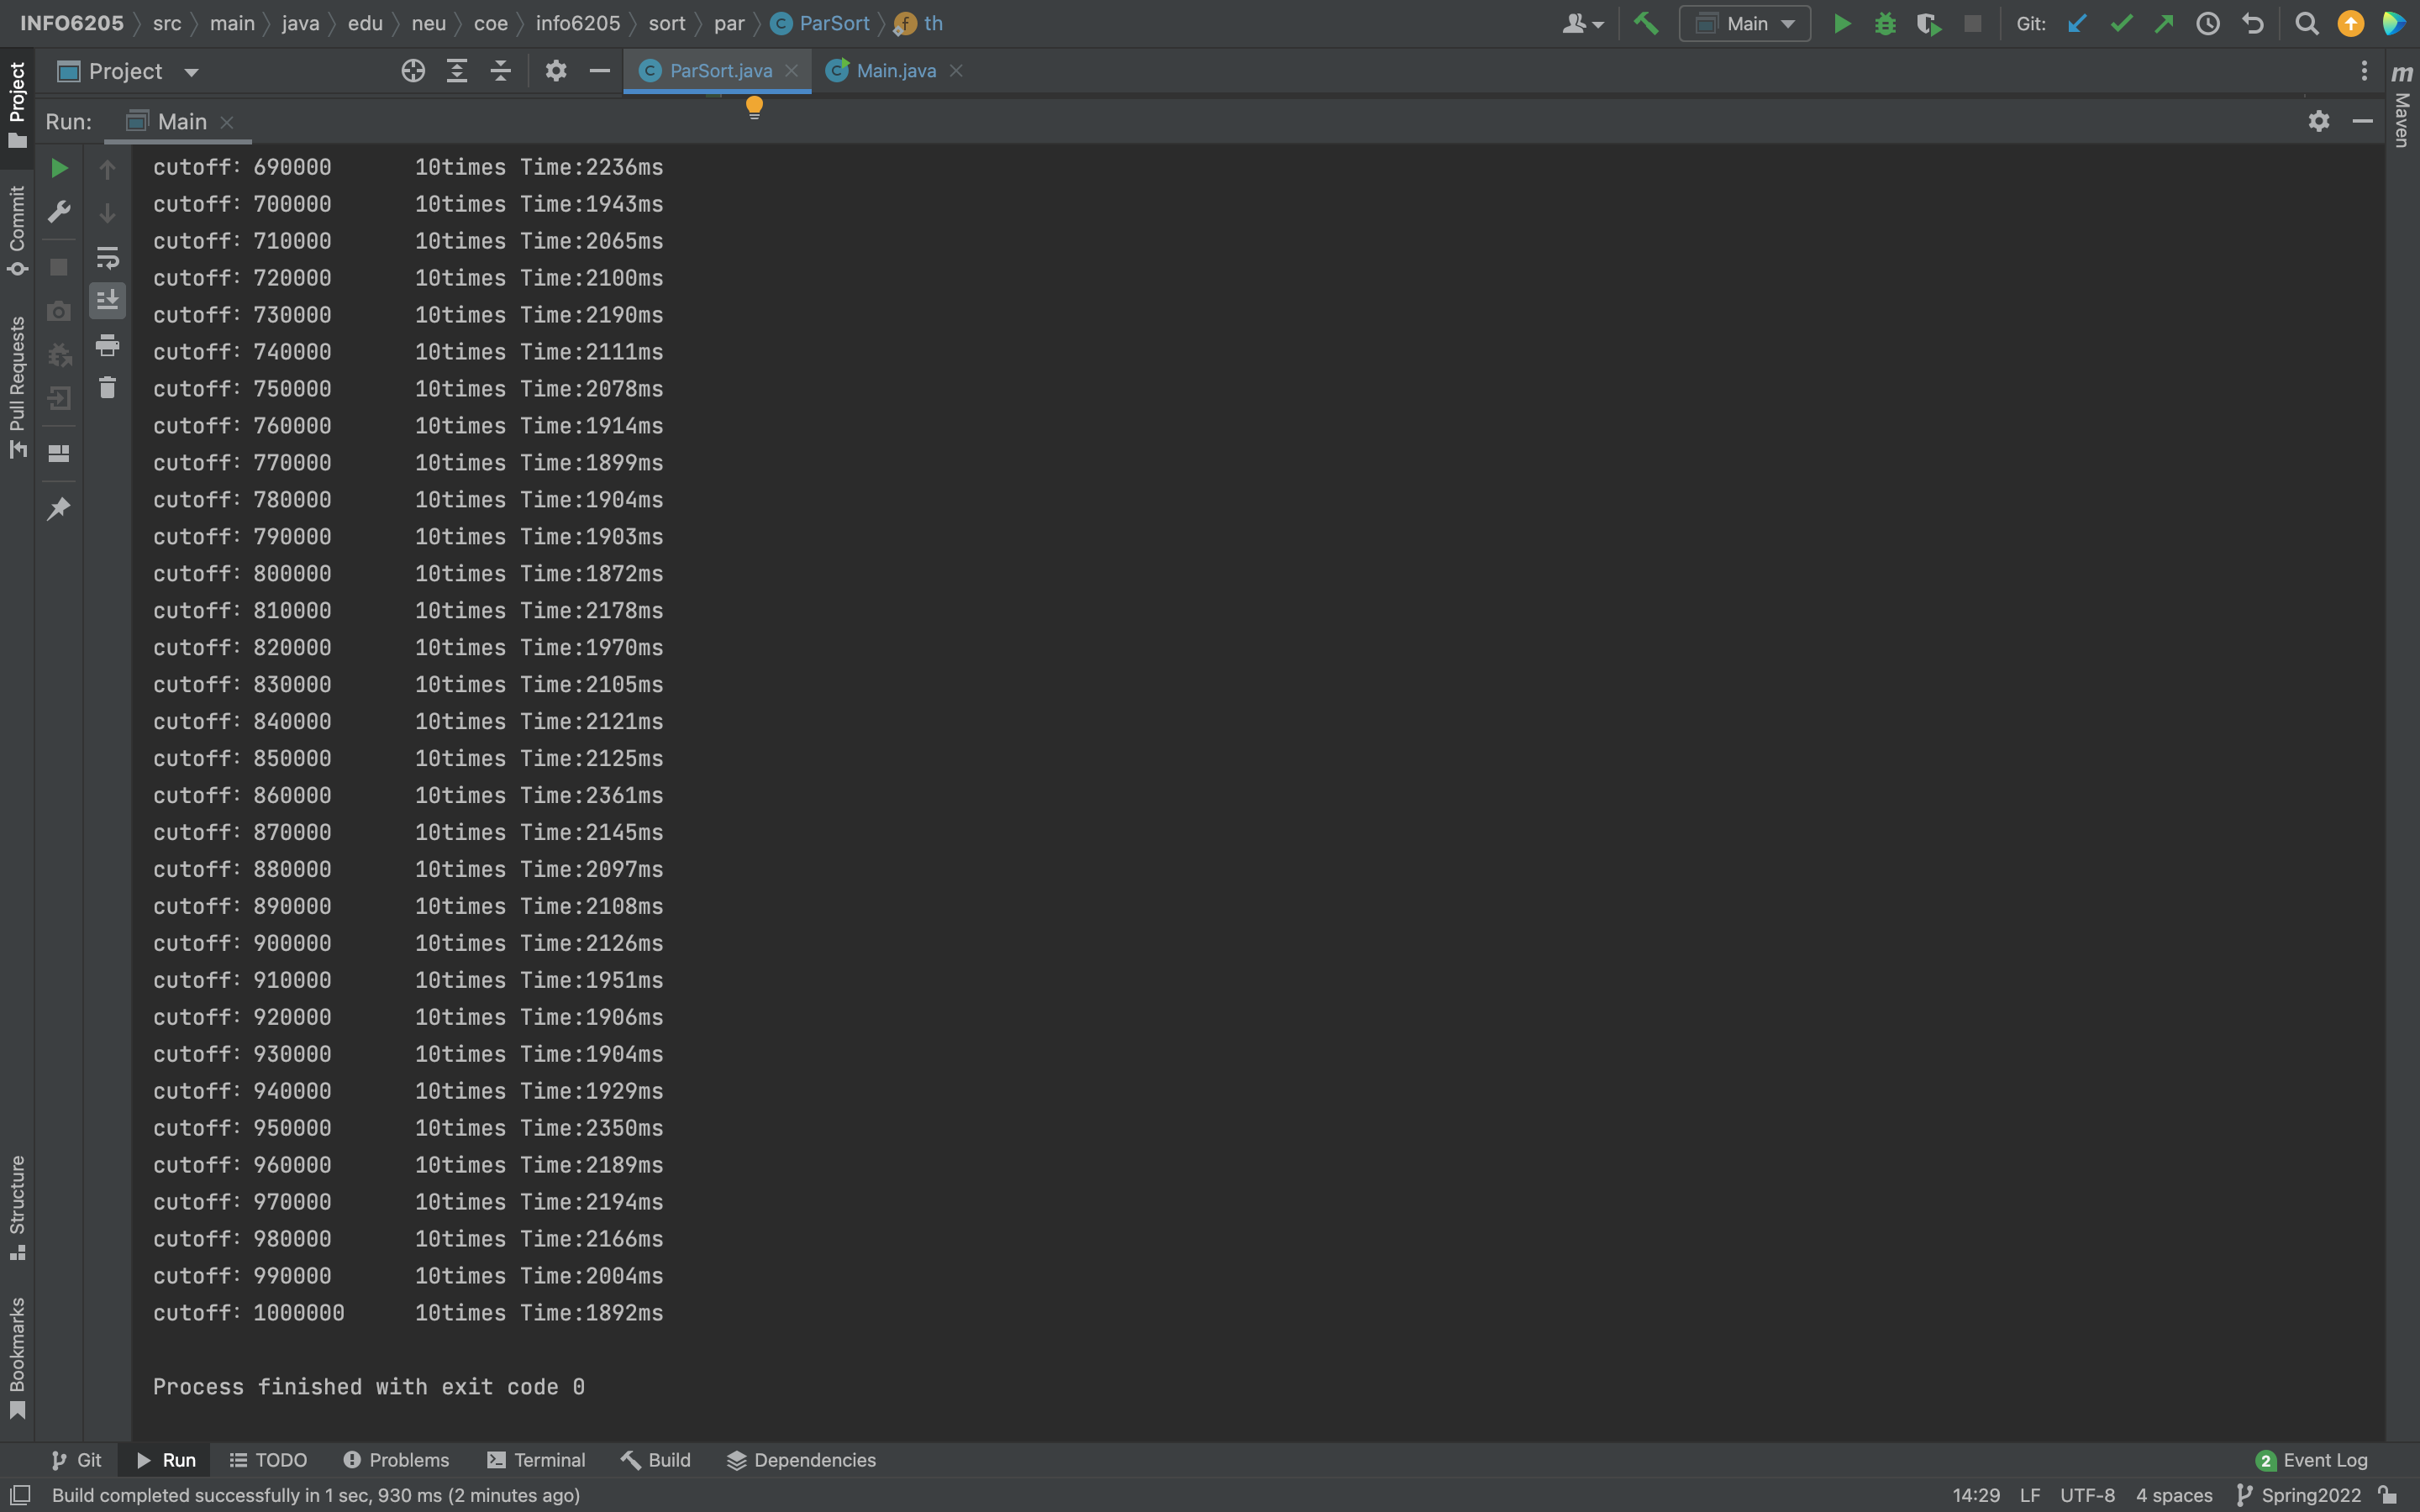 INFO6205 src main java edu neu coe info6205 sort par ParSort th Main Git:
Project ParSort.java Main.java
Run: Main
cutoff: 690000 10times Time:2236ms
cutoff: 700000 10times Time:1943ms
cutoff: 710000 10times Time:2065ms
cutoff: 720000 10times Time:2100ms
cutoff: 730000 10times Time:2190ms
cutoff: 740000 10times Time:2111ms
cutoff: 750000 10times Time:2078ms
cutoff: 760000 10times Time:1914ms
cutoff: 770000 10times Time:1899ms
cutoff: 780000 10times Time:1904ms
cutoff: 790000 10times Time:1903ms
cutoff: 800000 10times Time:1872ms
cutoff: 810000 10times Time:2178ms
cutoff: 820000 10times Time:1970ms
cutoff: 830000 10times Time:2105ms
cutoff: 840000 10times Time:2121ms
cutoff: 850000 10times Time:2125ms
cutoff: 860000 10times Time:2361ms
cutoff: 870000 10times Time:2145ms
cutoff: 880000 10times Time:2097ms
cutoff: 890000 10times Time:2108ms
cutoff: 900000 10times Time:2126ms
cutoff: 910000 10times Time:1951ms
cutoff: 920000 10times Time:1906ms
cutoff: 930000 10times Time:1904ms
cutoff: 940000 10times Time:1929ms
cutoff: 950000 10times Time:2350ms
cutoff: 960000 10times Time:2189ms
cutoff: 970000 10times Time:2194ms
cutoff: 980000 10times Time:2166ms
cutoff: 990000 10times Time:2004ms
cutoff: 1000000 10times Time:1892ms
Process finished with exit code 0
Project
Commit
Pull Requests
Structure
Bookmarks
m Maven
Git Run TODO Problems Terminal Build Dependencies 2 Event Log
Build completed successfully in 1 sec, 930 ms (2 minutes ago) 14:29 LF UTF-8 4 spaces Spring2022